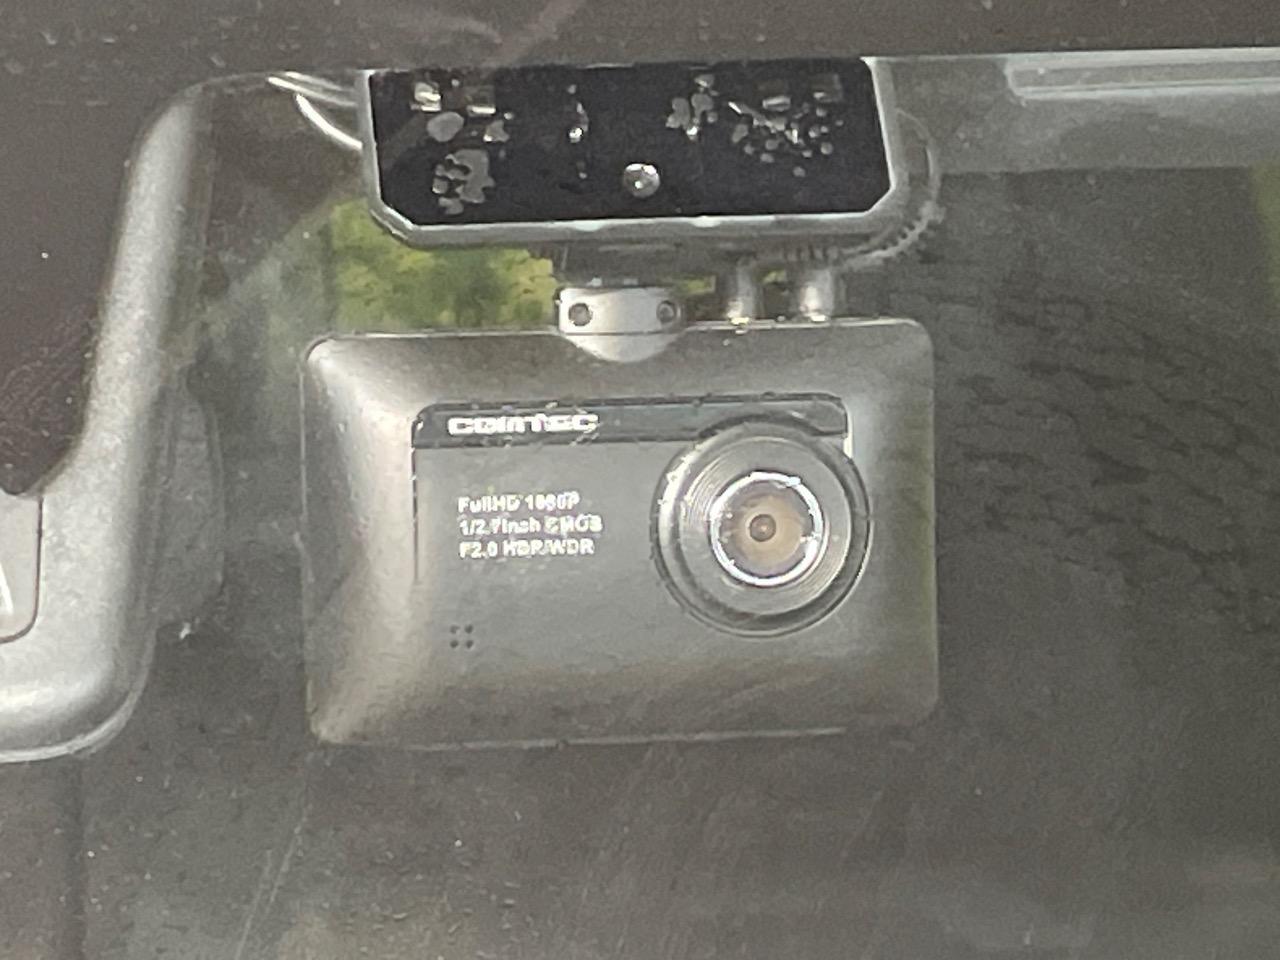 COMTEC
FullHD 1080P
1/2.7inch CMOS
F2.0 HDR/WDR